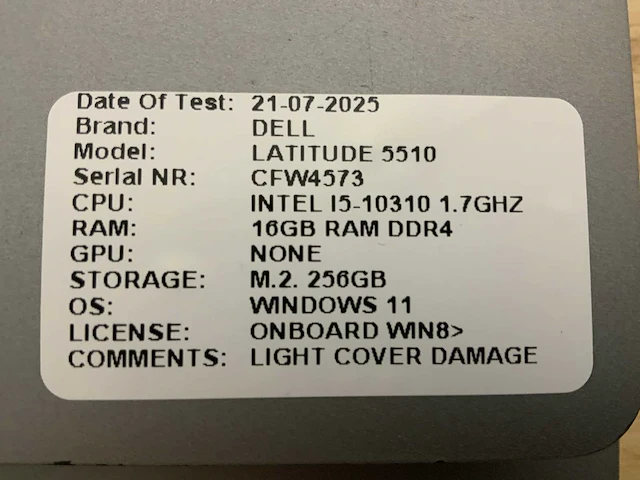 Date Of Test: 21-07-2025
Brand: DELL
Model: LATITUDE 5510
Serial NR: CFW4573
CPU: INTEL I5-10310 1.7GHZ
RAM: 16GB RAM DDR4
GPU: NONE
STORAGE: M.2. 256GB
OS: WINDOWS 11
LICENSE: ONBOARD WIN8>
COMMENTS: LIGHT COVER DAMAGE